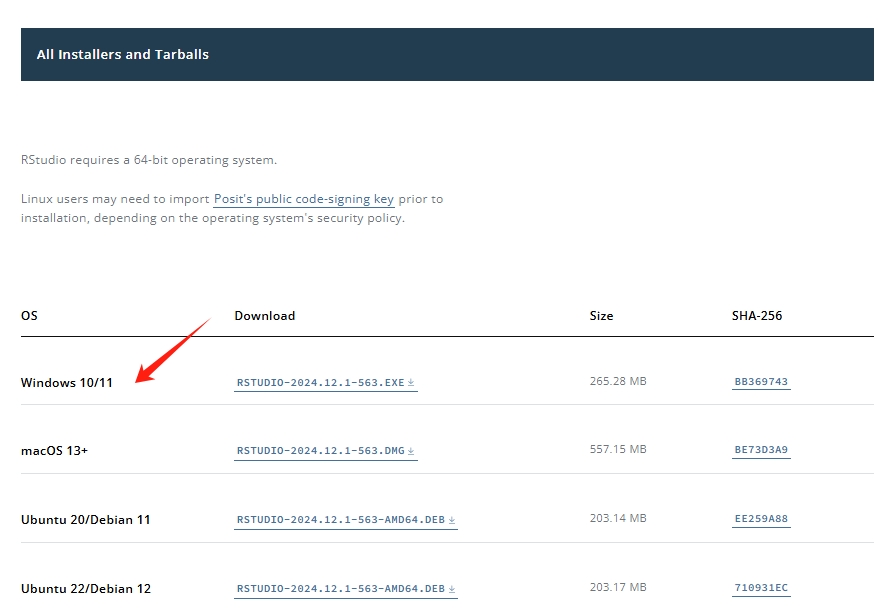 All Installers and Tarballs
RStudio requires a 64-bit operating system.
Linux users may need to import Posit's public code-signing key prior to
installation, depending on the operating system's security policy.
OS Download Size SHA-256
Windows 10/11 RSTUDIO-2024.12.1-563.EXE 265.28 MB BB369743
macOS 13+ RSTUDIO-2024.12.1-563.DMG 557.15 MB BE73D3A9
Ubuntu 20/Debian 11 RSTUDIO-2024.12.1-563-AMD64.DEB 203.14 MB EE259A88
Ubuntu 22/Debian 12 RSTUDIO-2024.12.1-563-AMD64.DEB 203.17 MB 710931EC